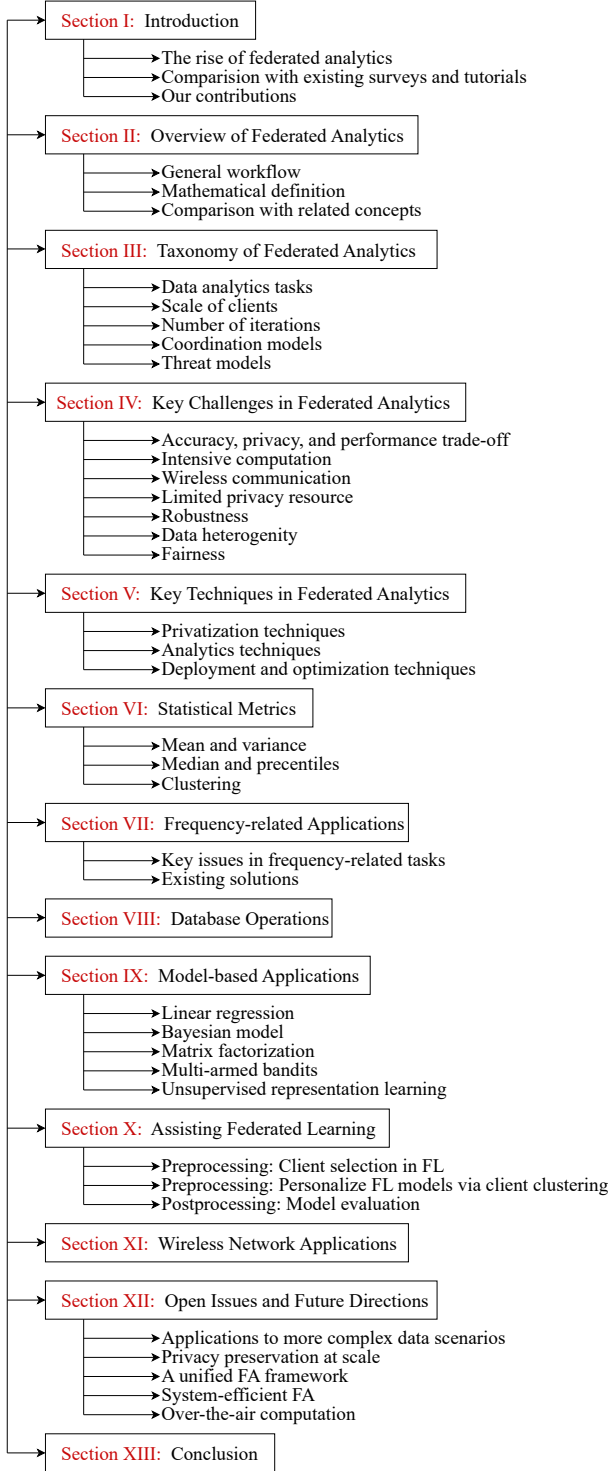 Section I: Introduction
The rise of federated analytics
Comparision with existing surveys and tutorials
Our contributions
Section II: Overview of Federated Analytics
General workflow
Mathematical definition
Comparison with related concepts
Section III: Taxonomy of Federated Analytics
Data analytics tasks
Scale of clients
Number of iterations
Coordination models
Threat models
Section IV: Key Challenges in Federated Analytics
Accuracy, privacy, and performance trade-off
Intensive computation
Wireless communication
Limited privacy resource
Robustness
Data heterogenity
Fairness
Section V: Key Techniques in Federated Analytics
Privatization techniques
Analytics techniques
Deployment and optimization techniques
Section VI: Statistical Metrics
Mean and variance
Median and precentiles
Clustering
Section VII: Frequency-related Applications
Key issues in frequency-related tasks
Existing solutions
Section VIII: Database Operations
Section IX: Model-based Applications
Linear regression
Bayesian model
Matrix factorization
Multi-armed bandits
Unsupervised representation learning
Section X: Assisting Federated Learning
Preprocessing: Client selection in FL
Preprocessing: Personalize FL models via client clustering
Postprocessing: Model evaluation
Section XI: Wireless Network Applications
Section XII: Open Issues and Future Directions
Applications to more complex data scenarios
Privacy preservation at scale
A unified FA framework
System-efficient FA
Over-the-air computation
Section XIII: Conclusion